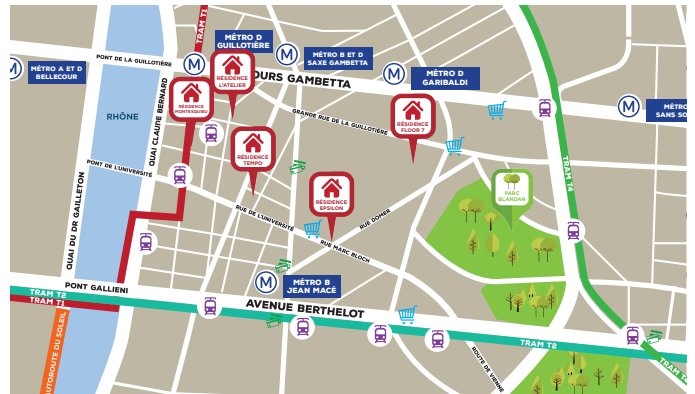 TRAM T1
MÉTRO D
GUILLOTIÈRE
MÉTRO B ET D
SAXE GAMBETTA
PONT DE LA GUILLOTIÈRE
MÉTRO A ET D
BELLECOUR
M
M
M
M
M
MÉTRO D
GARIBALDI
MÉTRO
SANS SO
OURS GAMBETTA
RÉSIDENCE
L'ATELIER
RÉSIDENCE
MONTESQUIEU
RÉSIDENCE
FLOOR 7
GRANDE RUE DE LA GUILLOTIÈRE
RHÔNE
QUAI CLAUDE BERNARD
RÉSIDENCE
TEMPO
PONT DE L'UNIVERSITÉ
TRAM T4
PARC
BLANDAN
RÉSIDENCE
EPSILON
QUAI DU DR GAILLETON
RUE DE L'UNIVERSITÉ
RUE DOMER
RUE MARC BLOCH
MÉTRO B
JEAN MACÉ
PONT GALLIENI
TRAM T2
TRAM T1
AVENUE BERTHELOT
AUTOROUTE DU SOLEIL
ROUTE DE VIENNE
TRAM T2
TRAM T4